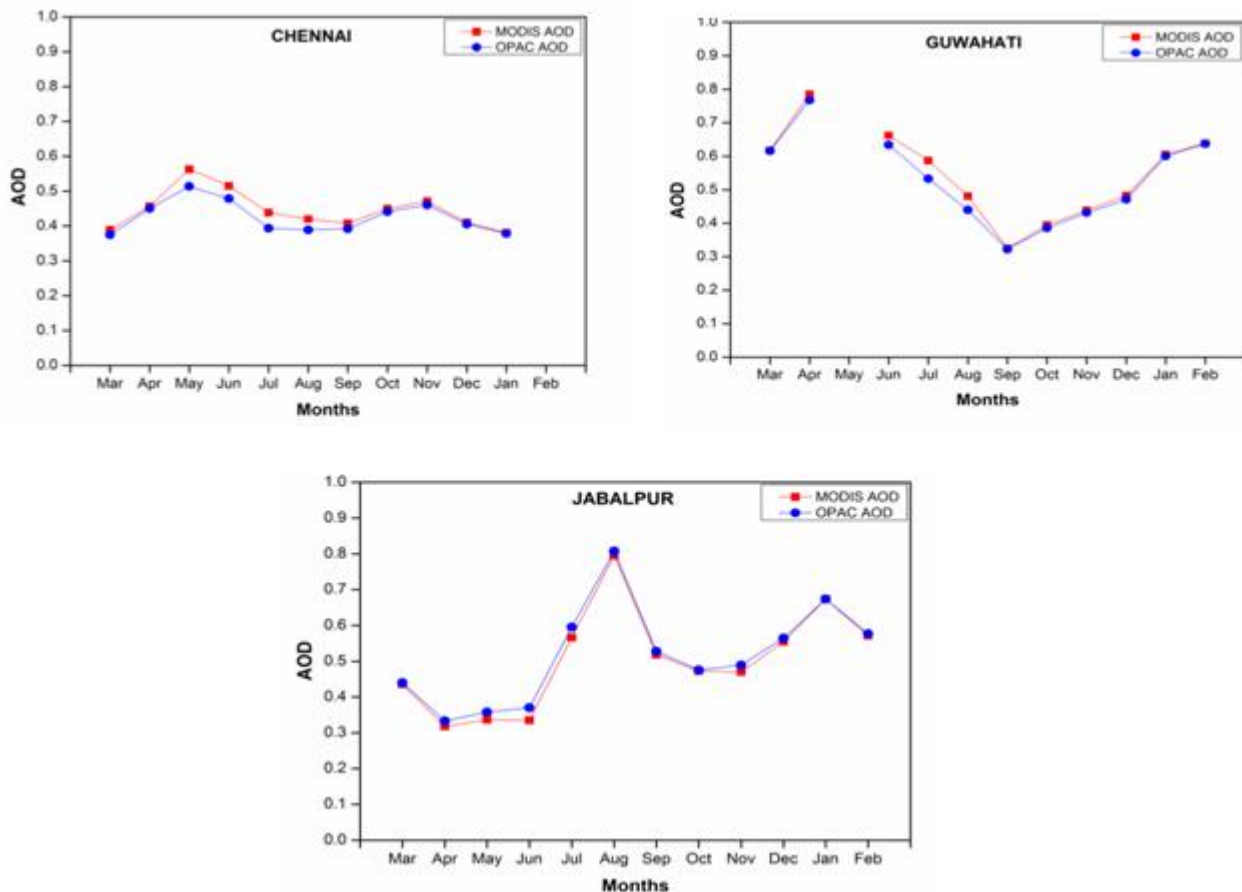 CHENNAI
MODIS AOD
OPAC AOD
AOD
1.0
0.9
0.8
0.7
0.6
0.5
0.4
0.3
0.2
0.1
0.0
Mar Apr May Jun Jul Aug Sep Oct Nov Dec Jan Feb
Months
GUWAHATI
MODIS AOD
OPAC AOD
AOD
1.0
0.9
0.8
0.7
0.6
0.5
0.4
0.3
0.2
0.1
0.0
Mar Apr May Jun Jul Aug Sep Oct Nov Dec Jan Feb
Months
JABALPUR
MODIS AOD
OPAC AOD
AOD
1.0
0.9
0.8
0.7
0.6
0.5
0.4
0.3
0.2
0.1
0.0
Mar Apr May Jun Jul Aug Sep Oct Nov Dec Jan Feb
Months